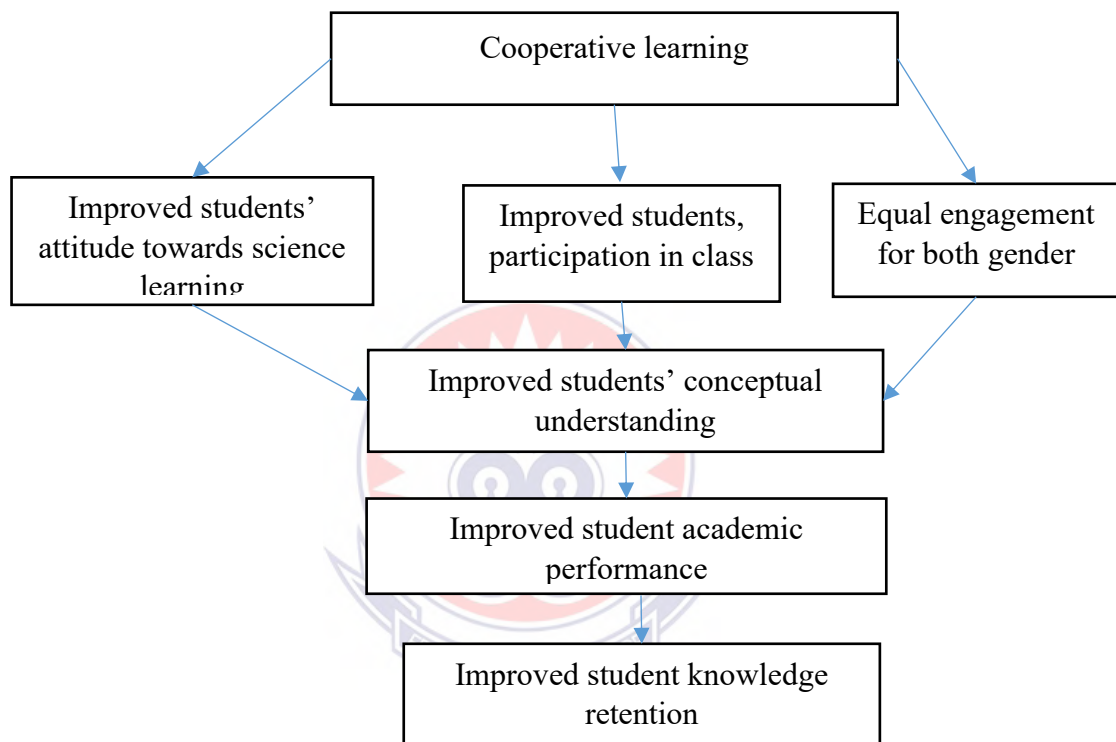 Cooperative learning
Improved students’
attitude towards science
learning
Improved students,
participation in class
Equal engagement
for both gender
Improved students’ conceptual
understanding
Improved student academic
performance
Improved student knowledge
retention